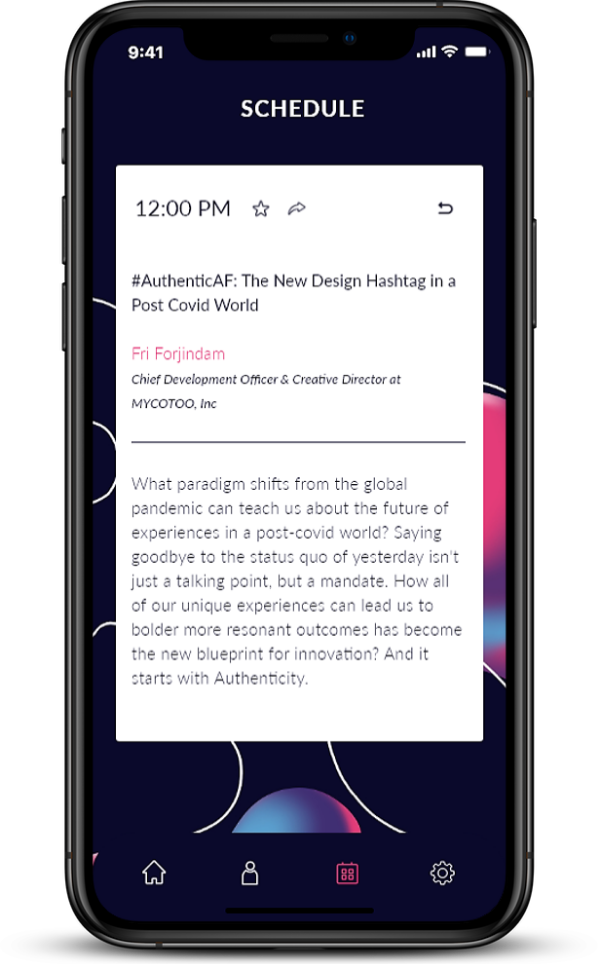 9:41
SCHEDULE
12:00 PM
#AuthenticAF: The New Design Hashtag in a
Post Covid World
Fri Forjindam
Chief Development Officer & Creative Director at
MYCOTOO, Inc
What paradigm shifts from the global
pandemic can teach us about the future of
experiences in a post-covid world? Saying
goodbye to the status quo of yesterday isn't
just a talking point, but a mandate. How all
of our unique experiences can lead us to
bolder more resonant outcomes has become
the new blueprint for innovation? And it
starts with Authenticity.